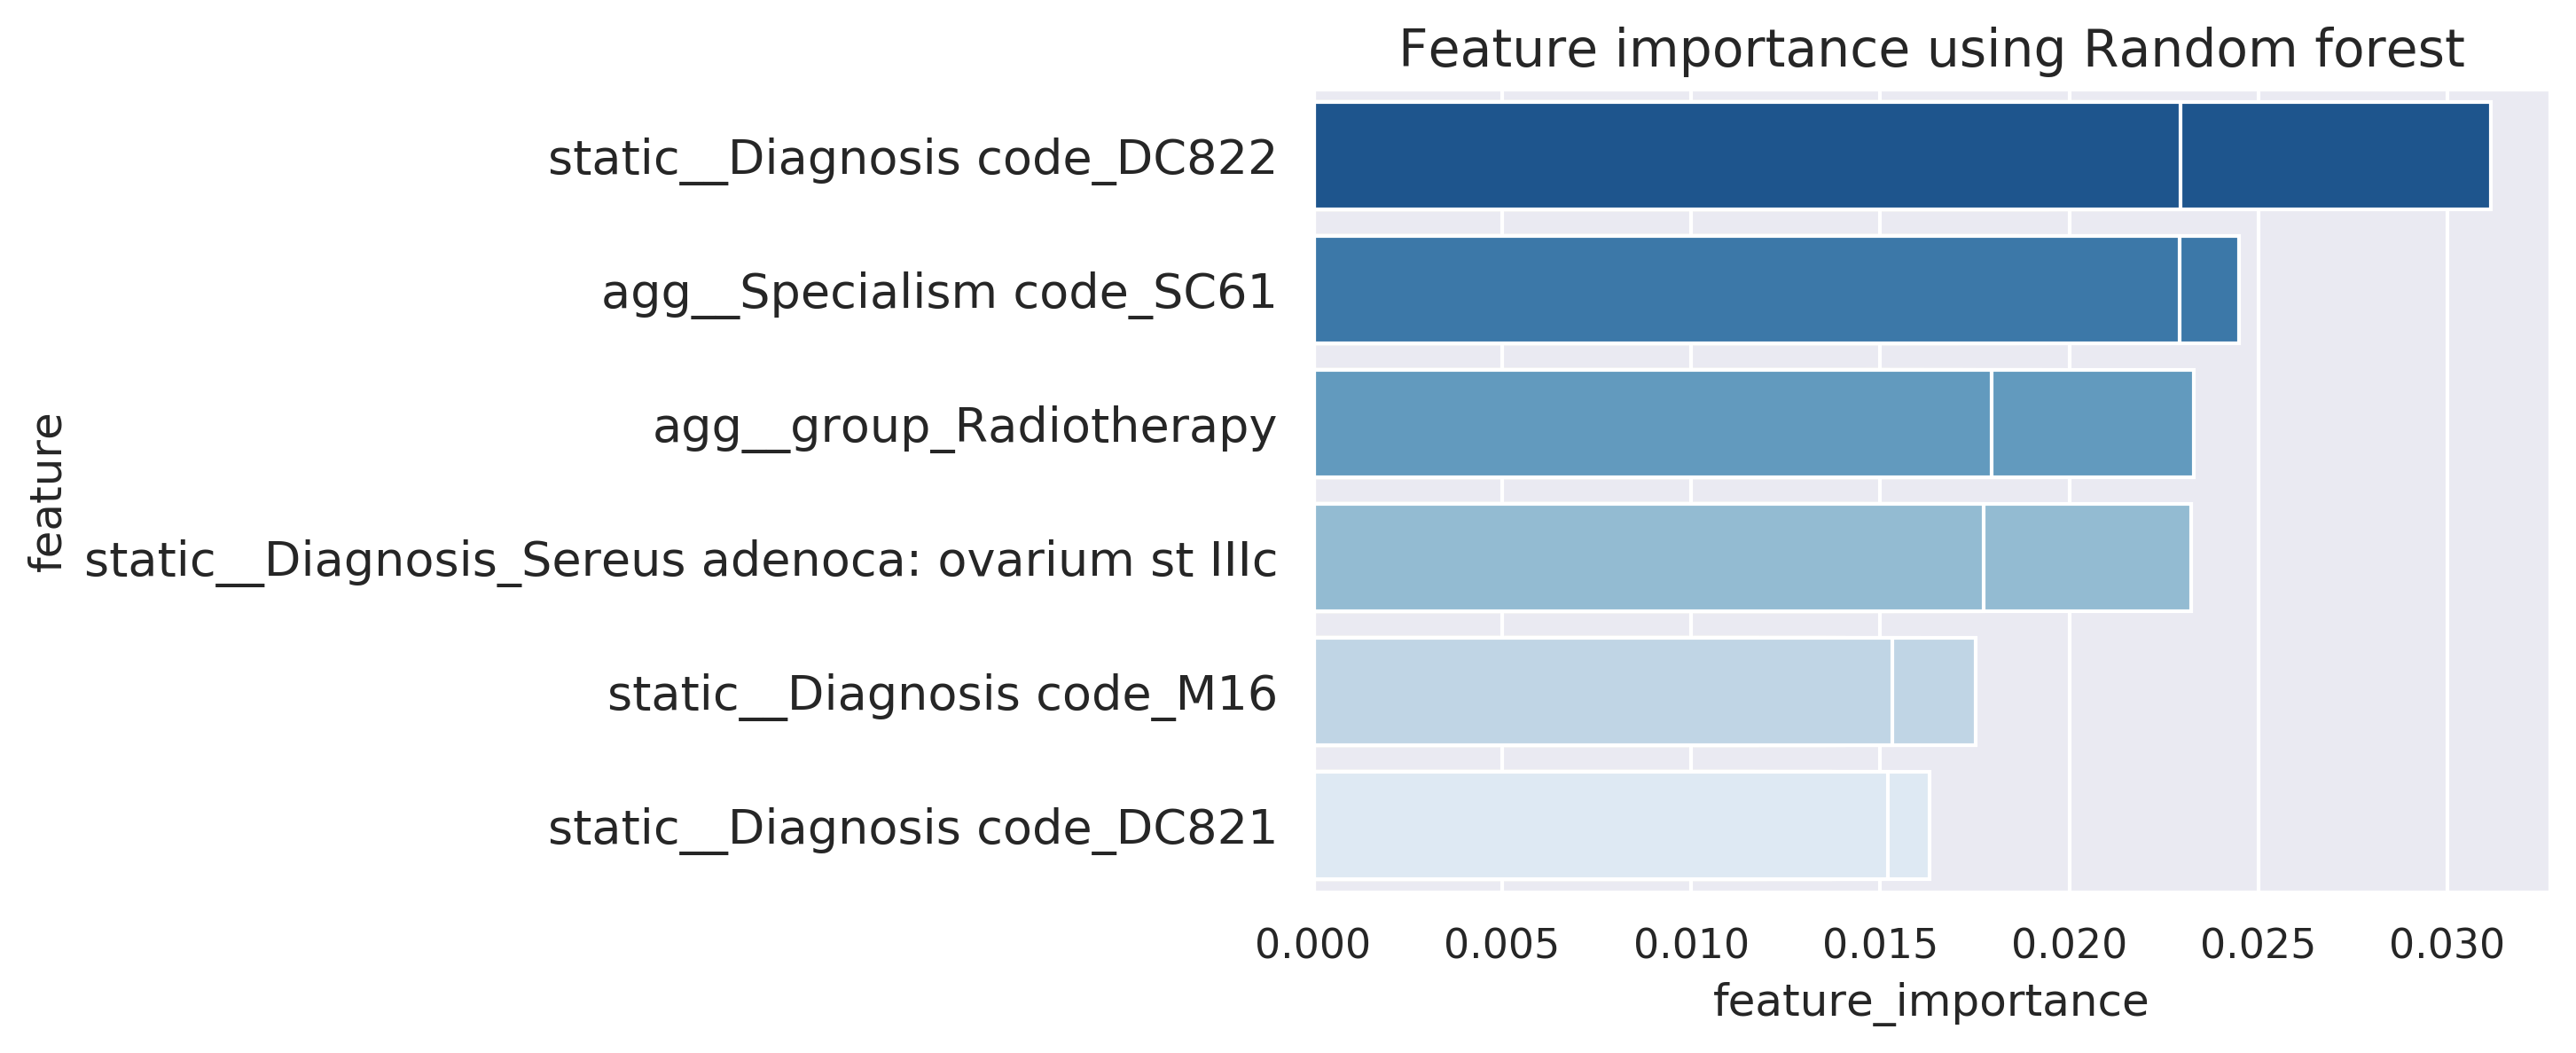 Feature importance using Random forest
static__Diagnosis code_DC822
agg__Specialism code_SC61
agg__group_Radiotherapy
static__Diagnosis_Sereus adenoca: ovarium st IIIc
static__Diagnosis code_M16
static__Diagnosis code_DC821
feature
0.000 0.005 0.010 0.015 0.020 0.025 0.030
feature_importance